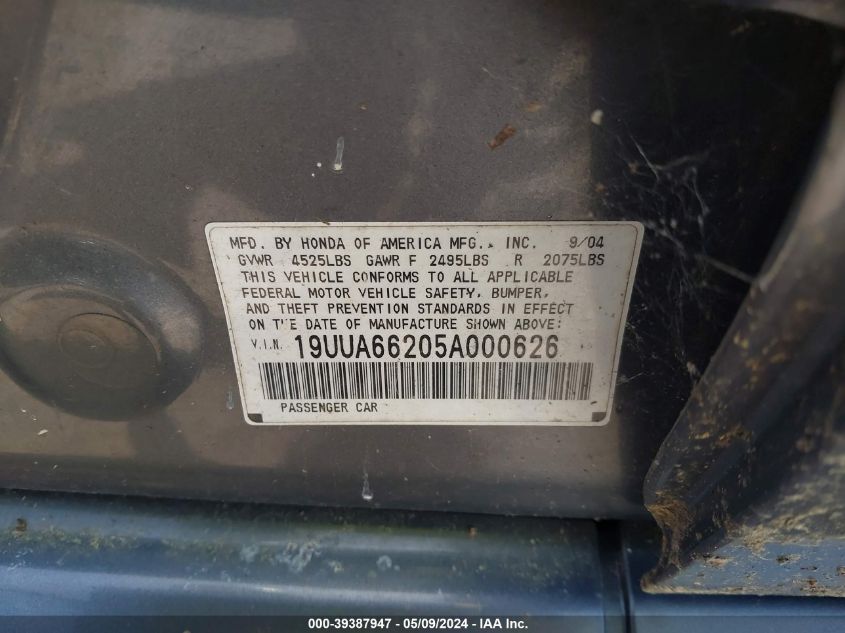 MFD. BY HONDA OF AMERICA MFG., INC. 9/04
GVWR 4525LBS GAWR F 2495LBS R 2075LBS
THIS VEHICLE CONFORMS TO ALL APPLICABLE
FEDERAL MOTOR VEHICLE SAFETY, BUMPER,
AND THEFT PREVENTION STANDARDS IN EFFECT
ON T'E DATE OF MANUFACTURE SHOWN ABOVE:
V.I.N. 19UUA66205A000626
PASSENGER CAR
000-39387947 - 05/09/2024 - IAA Inc.